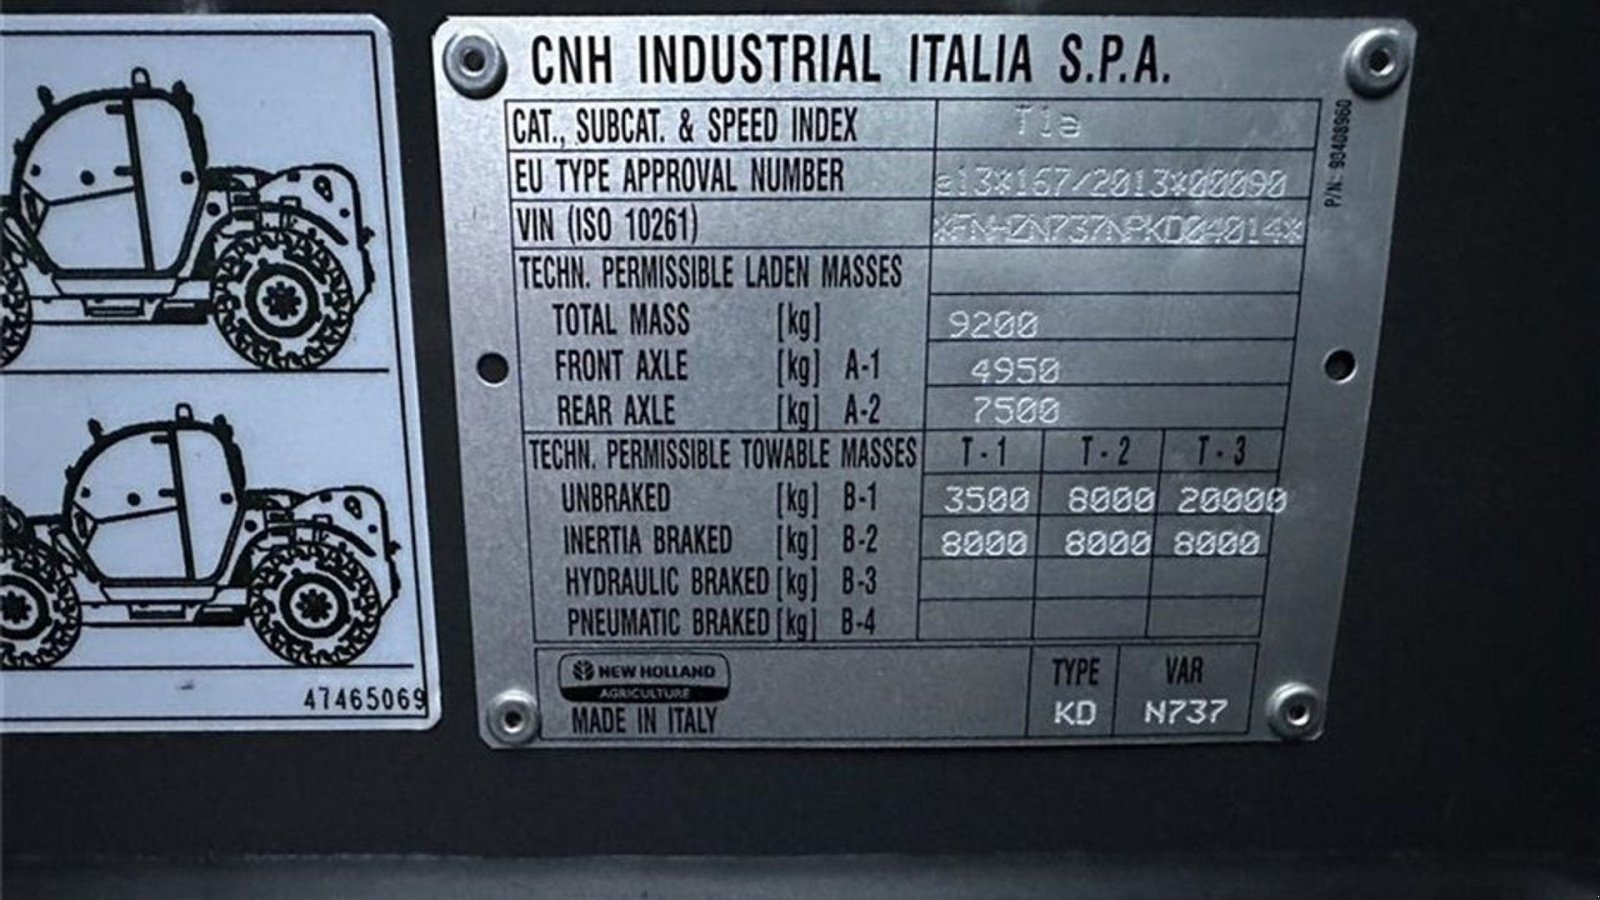 CNH INDUSTRIAL ITALIA S.P.A.
CAT., SUBCAT. & SPEED INDEX T1a
EU TYPE APPROVAL NUMBER e13*167/2013*00090
VIN (ISO 10261) *FNH0N737NPKD04014*
TECHN. PERMISSIBLE LADEN MASSES
TOTAL MASS [kg] 9200
FRONT AXLE [kg] A-1 4950
REAR AXLE [kg] A-2 7500
TECHN. PERMISSIBLE TOWABLE MASSES T-1 T-2 T-3
UNBRAKED [kg] B-1 3500 8000 20000
INERTIA BRAKED [kg] B-2 8000 8000 8000
HYDRAULIC BRAKED [kg] B-3
PNEUMATIC BRAKED [kg] B-4
NEW HOLLAND
AGRICULTURE
MADE IN ITALY
TYPE VAR
KD N737
P/N: 90408960
47465069